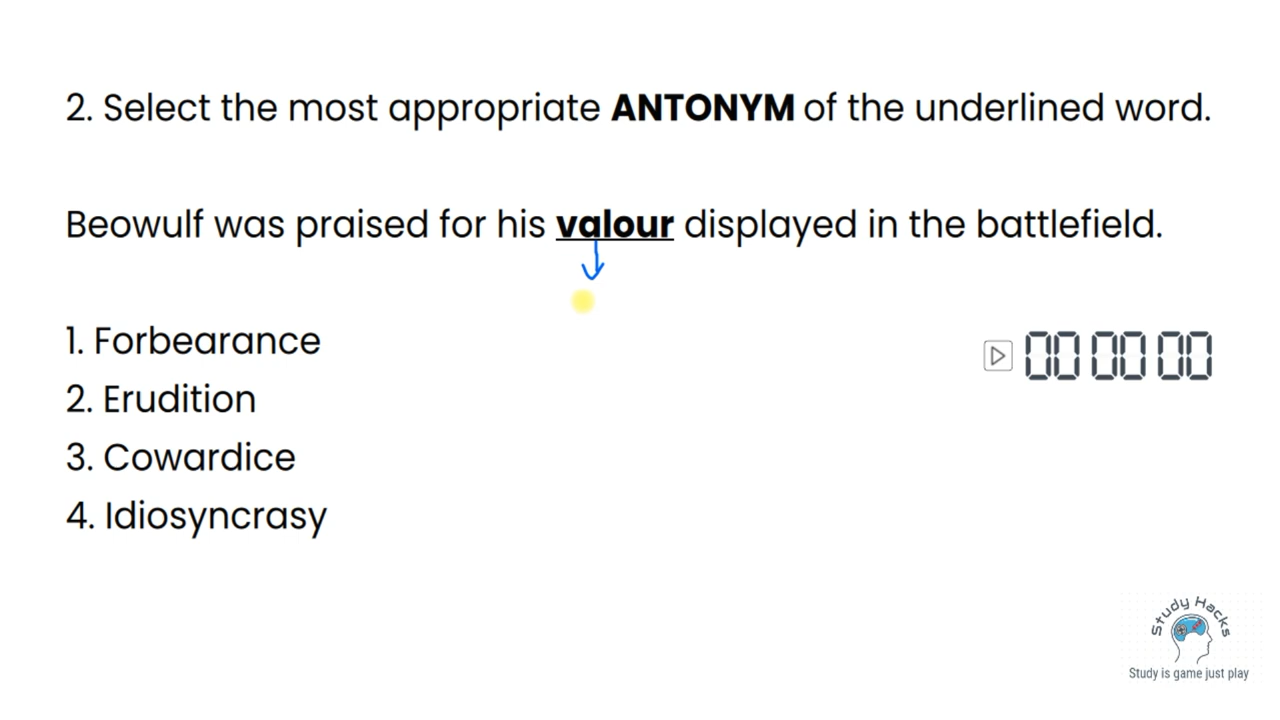 2. Select the most appropriate ANTONYM of the underlined word.
Beowulf was praised for his valour displayed in the battlefield.
1. Forbearance
2. Erudition
3. Cowardice
4. Idiosyncrasy
00 00 00
Study Hacks
Study is game just play